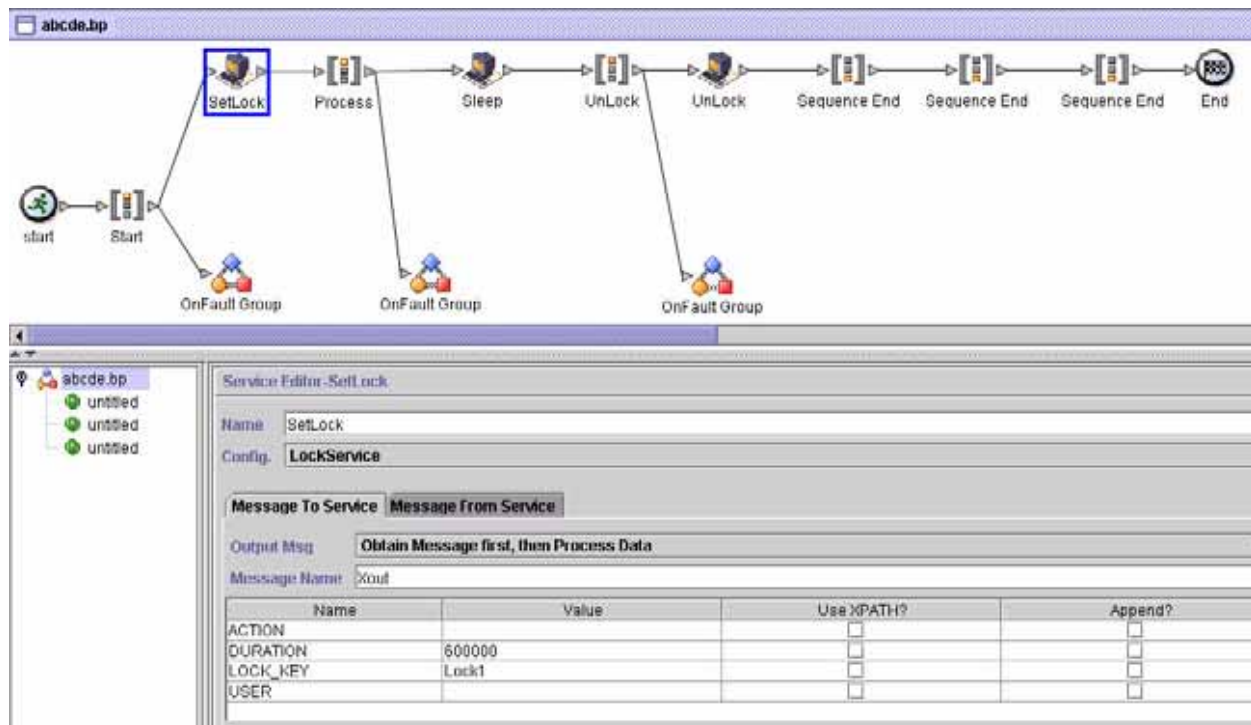 abcde.bp
SetLock
Process
Sleep
UnLock
UnLock
Sequence End
Sequence End
Sequence End
End
start
Start
OnFault Group
OnFault Group
OnFault Group
abcde.bp
untitled
untitled
untitled
Service Editor-SetLock
Name SetLock
Config. LockService
Message To Service Message From Service
Output Msg Obtain Message first, then Process Data
Message Name Xout
Name Value Use XPATH? Append?
ACTION
DURATION 600000
LOCK_KEY Lock1
USER